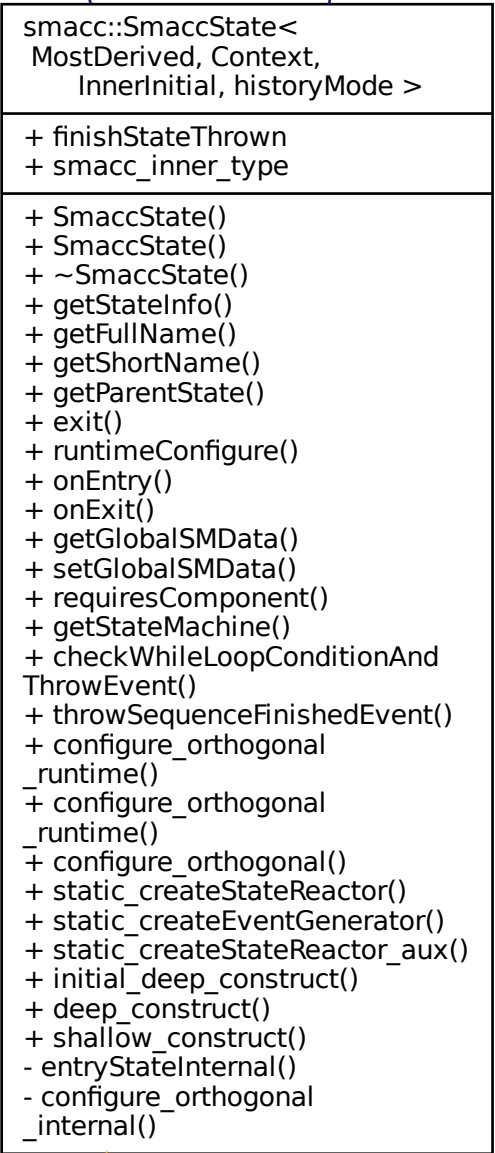 smacc::SmaccState<
MostDerived, Context,
InnerInitial, historyMode >
+ finishStateThrown
+ smacc_inner_type
+ SmaccState()
+ SmaccState()
+ ~SmaccState()
+ getStateInfo()
+ getFullName()
+ getShortName()
+ getParentState()
+ exit()
+ runtimeConfigure()
+ onEntry()
+ onExit()
+ getGlobalSMData()
+ setGlobalSMData()
+ requiresComponent()
+ getStateMachine()
+ checkWhileLoopConditionAnd
ThrowEvent()
+ throwSequenceFinishedEvent()
+ configure_orthogonal
_runtime()
+ configure_orthogonal
_runtime()
+ configure_orthogonal()
+ static_createStateReactor()
+ static_createEventGenerator()
+ static_createStateReactor_aux()
+ initial_deep_construct()
+ deep_construct()
+ shallow_construct()
- entryStateInternal()
- configure_orthogonal
_internal()